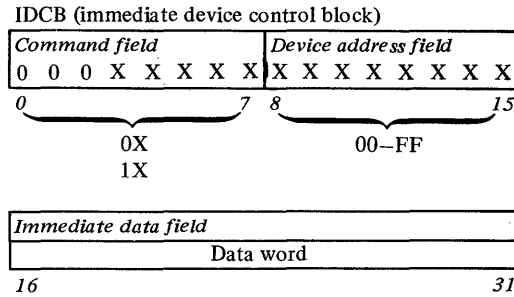 IDCB (immediate device control block)
Command field Device address field
0 0 0 X X X X X X X X X X X X X
0 7 8 15
0X 00–FF
1X
Immediate data field
Data word
16 31